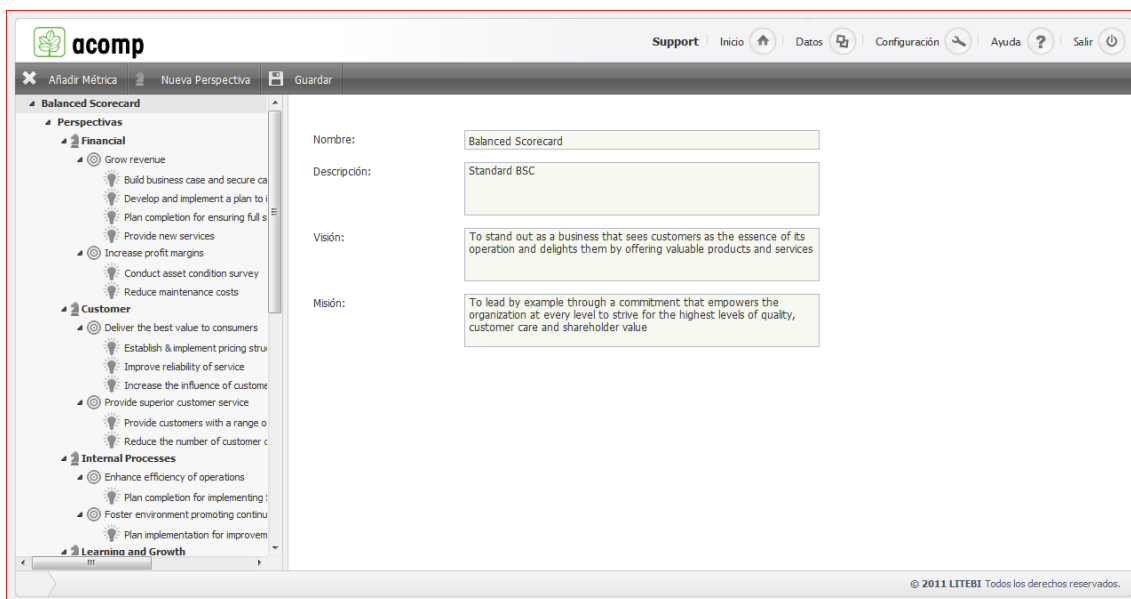 acomp
Support Inicio Datos Configuración Ayuda ? Salir
Añadir Métrica Nueva Perspectiva Guardar
Balanced Scorecard
Perspectivas
Financial
Grow revenue
Build business case and secure ca
Develop and implement a plan to i
Plan completion for ensuring full s
Provide new services
Increase profit margins
Conduct asset condition survey
Reduce maintenance costs
Customer
Deliver the best value to consumers
Establish & implement pricing stru
Improve reliability of service
Increase the influence of custome
Provide superior customer service
Provide customers with a range o
Reduce the number of customer c
Internal Processes
Enhance efficiency of operations
Plan completion for implementing
Foster environment promoting continu
Plan implementation for improvem
Learning and Growth
Nombre:
Balanced Scorecard
Descripción:
Standard BSC
Visión:
To stand out as a business that sees customers as the essence of its
operation and delights them by offering valuable products and services
Misión:
To lead by example through a commitment that empowers the
organization at every level to strive for the highest levels of quality,
customer care and shareholder value
© 2011 LITEBI Todos los derechos reservados.